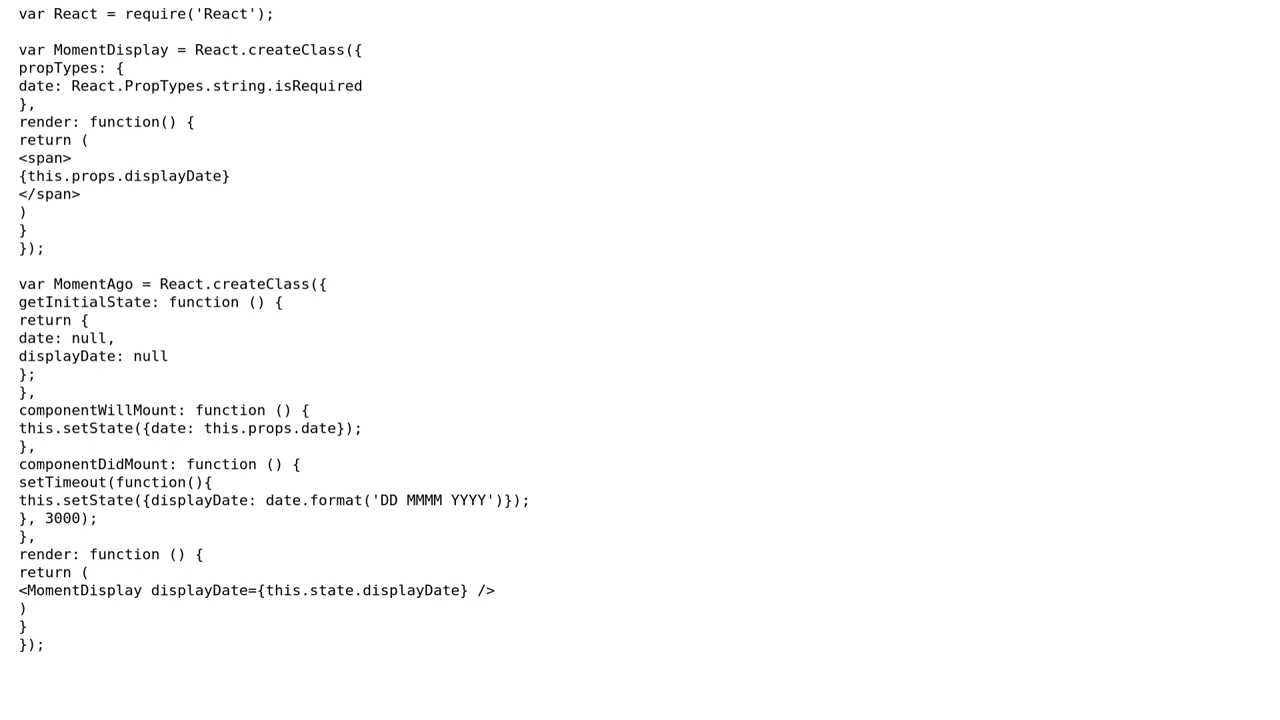 var React = require('React');

var MomentDisplay = React.createClass({
propTypes: {
date: React.PropTypes.string.isRequired
},
render: function() {
return (
<span>
{this.props.displayDate}
</span>
)
}
});

var MomentAgo = React.createClass({
getInitialState: function () {
return {
date: null,
displayDate: null
};
},
componentWillMount: function () {
this.setState({date: this.props.date});
},
componentDidMount: function () {
setTimeout(function(){
this.setState({displayDate: date.format('DD MMMM YYYY')});
}, 3000);
},
render: function () {
return (
<MomentDisplay displayDate={this.state.displayDate} />
)
}
});